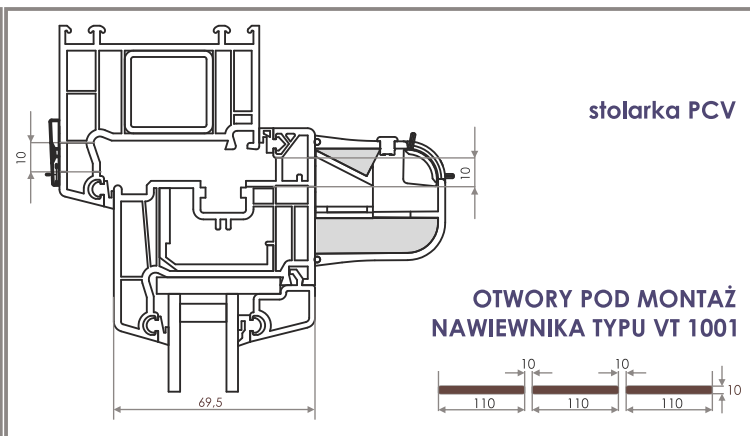 stolarka PCV
10
10
OTWORY POD MONTAŻ
NAWIEWNIKA TYPU VT 1001
10 10
10
110 110 110
69,5